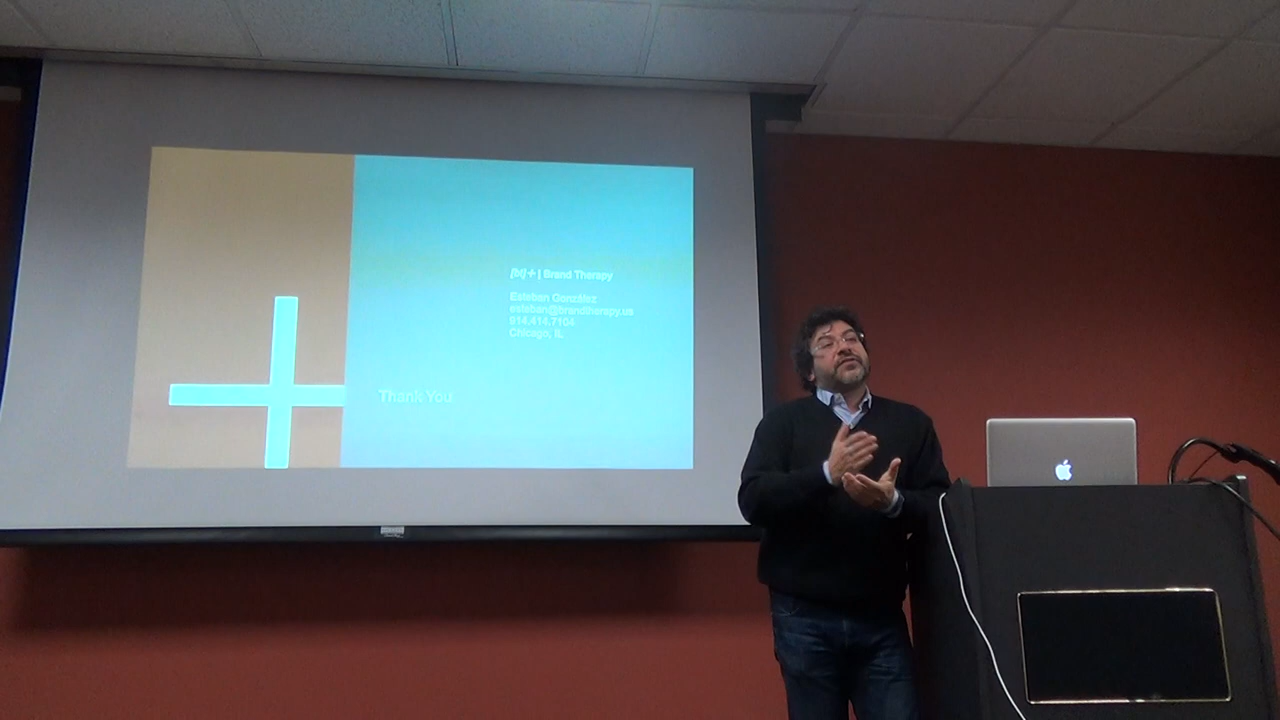 [bt]+ | Brand Therapy
Esteban González
esteban@brandtherapy.us
914.414.7104
Chicago, IL
Thank You